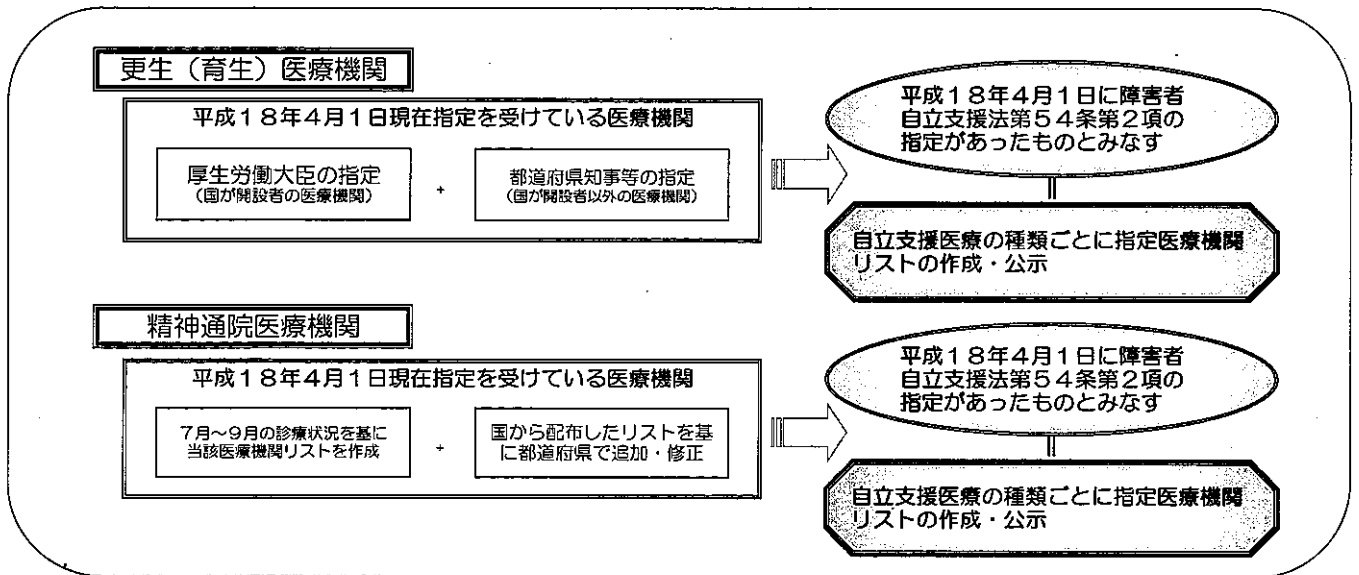 更生（育生）医療機関
平成１８年４月１日現在指定を受けている医療機関
厚生労働大臣の指定
（国が開設者の医療機関）
+
都道府県知事等の指定
（国が開設者以外の医療機関）
平成１８年４月１日に障害者
自立支援法第５４条第２項の
指定があったものとみなす
自立支援医療の種類ごとに指定医療機関
リストの作成・公示
精神通院医療機関
平成１８年４月１日現在指定を受けている医療機関
７月～９月の診療状況を基に
当該医療機関リストを作成
+
国から配布したリストを基
に都道府県で追加・修正
平成１８年４月１日に障害者
自立支援法第５４条第２項の
指定があったものとみなす
自立支援医療の種類ごとに指定医療機関
リストの作成・公示